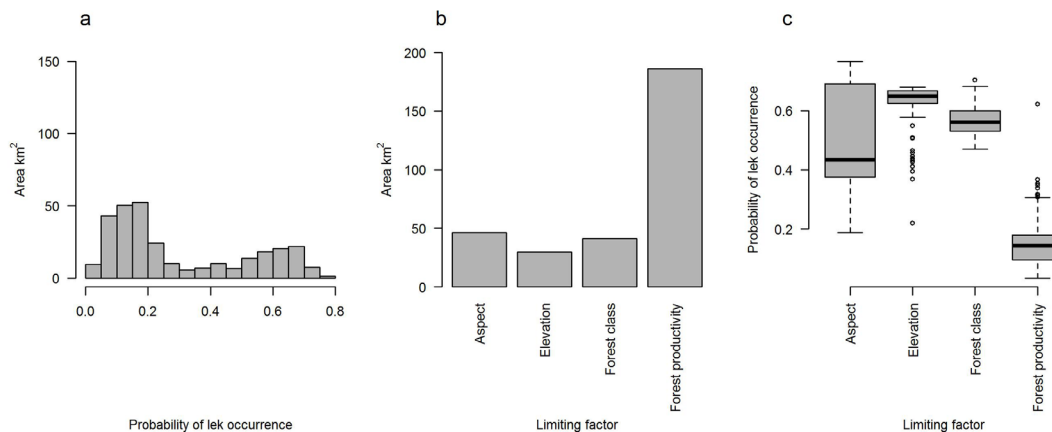 a
Area km2
150
100
50
0
0.0 0.2 0.4 0.6 0.8
Probability of lek occurrence
b
Area km2
200
150
100
50
0
Aspect
Elevation
Forest class
Forest productivity
Limiting factor
c
Probability of lek occurrence
0.6
0.4
0.2
Aspect
Elevation
Forest class
Forest productivity
Limiting factor